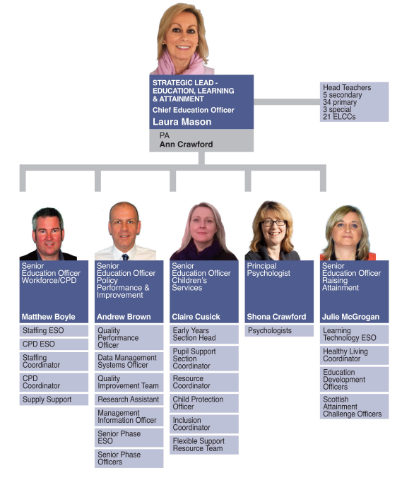 STRATEGIC LEAD -
EDUCATION, LEARNING
& ATTAINMENT
Chief Education Officer
Laura Mason
PA
Ann Crawford
Head Teachers
5 secondary
34 primary
3 special
21 ELCCs
Senior
Education Officer
Workforce/CPD
Matthew Boyle
Staffing ESO
CPD ESO
Staffing
Coordinator
CPD
Coordinator
Supply Support
Senior
Education Officer
Policy
Performance &
Improvement
Andrew Brown
Quality
Performance
Officer
Data Management
Systems Officer
Quality
Improvement Team
Research Assistant
Management
Information Officer
Senior Phase
ESO
Senior Phase
Officers
Senior
Education Officer
Children's
Services
Claire Cusick
Early Years
Section Head
Pupil Support
Section
Coordinator
Resource
Coordinator
Child Protection
Officer
Inclusion
Coordinator
Flexible Support
Resource Team
Principal
Psychologist
Shona Crawford
Psychologists
Senior
Education Officer
Raising
Attainment
Julie McGrogan
Learning
Technology ESO
Healthy Living
Coordinator
Education
Development
Officers
Scottish
Attainment
Challenge Officers